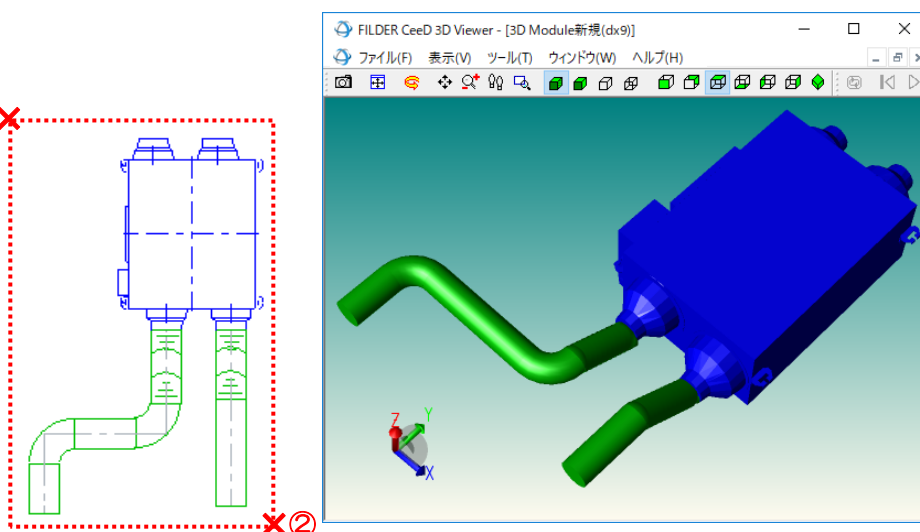 FILDER CeeD 3D Viewer - [3D Module新規(dx9)]
ファイル(F) 表示(V) ツール(T) ウィンドウ(W) ヘルプ(H)
Z
Y
X
②